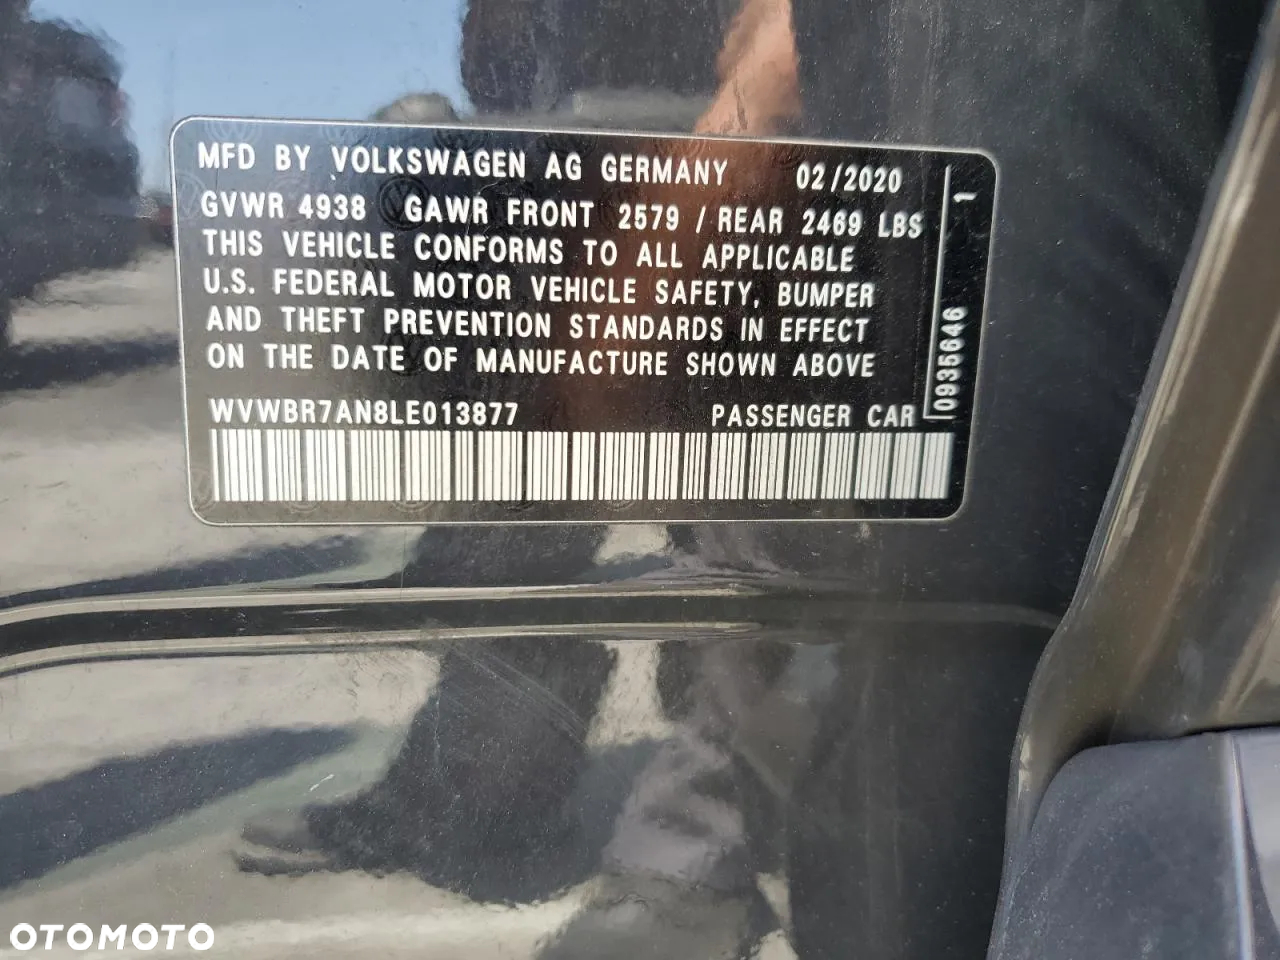 MFD BY VOLKSWAGEN AG GERMANY 02/2020
GVWR 4938 GAWR FRONT 2579 / REAR 2469 LBS
THIS VEHICLE CONFORMS TO ALL APPLICABLE
U.S. FEDERAL MOTOR VEHICLE SAFETY, BUMPER
AND THEFT PREVENTION STANDARDS IN EFFECT
ON THE DATE OF MANUFACTURE SHOWN ABOVE
WVWBR7AN8LE013877 PASSENGER CAR
0935646 1
OTOMOTO